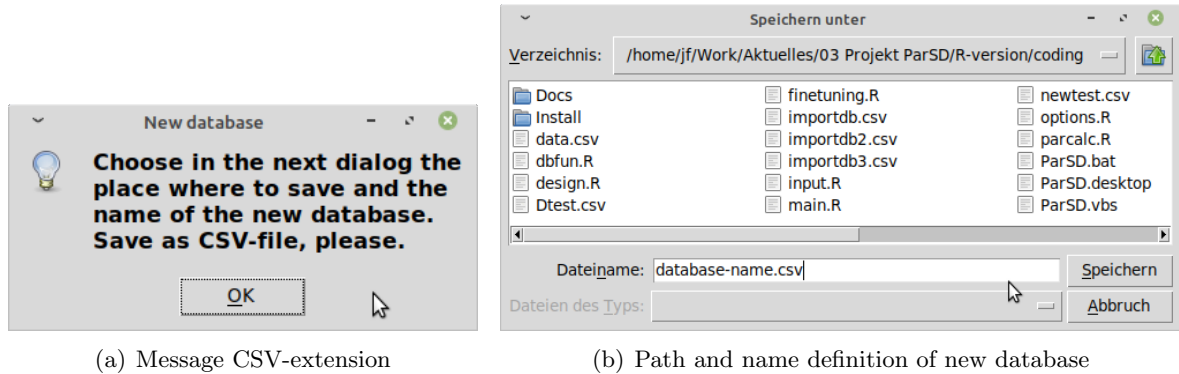 New database
Choose in the next dialog the
place where to save and the
name of the new database.
Save as CSV-file, please.
OK
(a) Message CSV-extension
Speichern unter
Verzeichnis: /home/jf/Work/Aktuelles/03 Projekt ParSD/R-version/coding
Docs finetuning.R newtest.csv
Install importdb.csv options.R
data.csv importdb2.csv parcalc.R
dbfun.R importdb3.csv ParSD.bat
design.R input.R ParSD.desktop
Dtest.csv main.R ParSD.vbs
Dateiname: database-name.csv Speichern
Dateien des Typs: Abbruch
(b) Path and name definition of new database